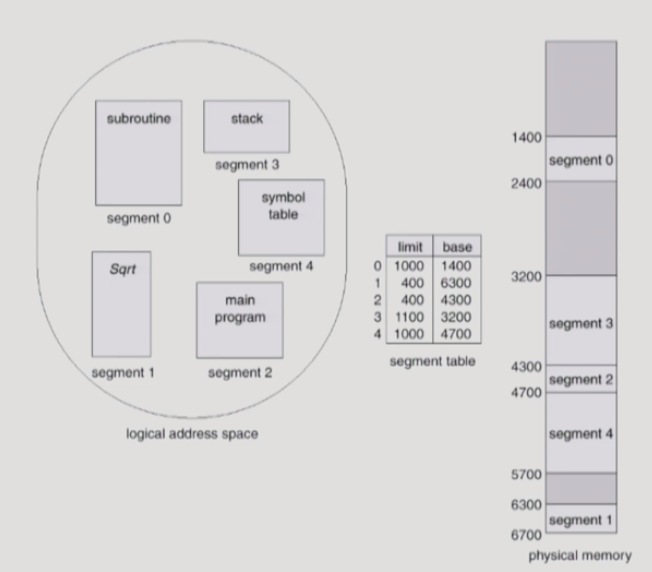 subroutine
segment 0
stack
segment 3
symbol
table
segment 4
Sqrt
segment 1
main
program
segment 2
logical address space
limit base
0 1000 1400
1 400 6300
2 400 4300
3 1100 3200
4 1000 4700
segment table
1400
segment 0
2400
3200
segment 3
4300
segment 2
4700
segment 4
5700
6300
segment 1
6700
physical memory